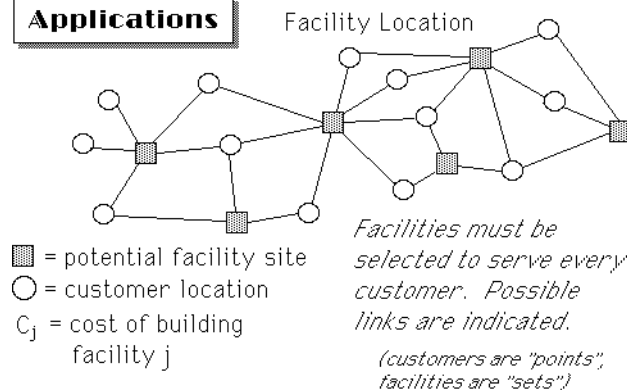 Applications
Facility Location
= potential facility site
= customer location
Cj = cost of building
facility j
Facilities must be
selected to serve every
customer. Possible
links are indicated.
(customers are "points",
facilities are "sets")